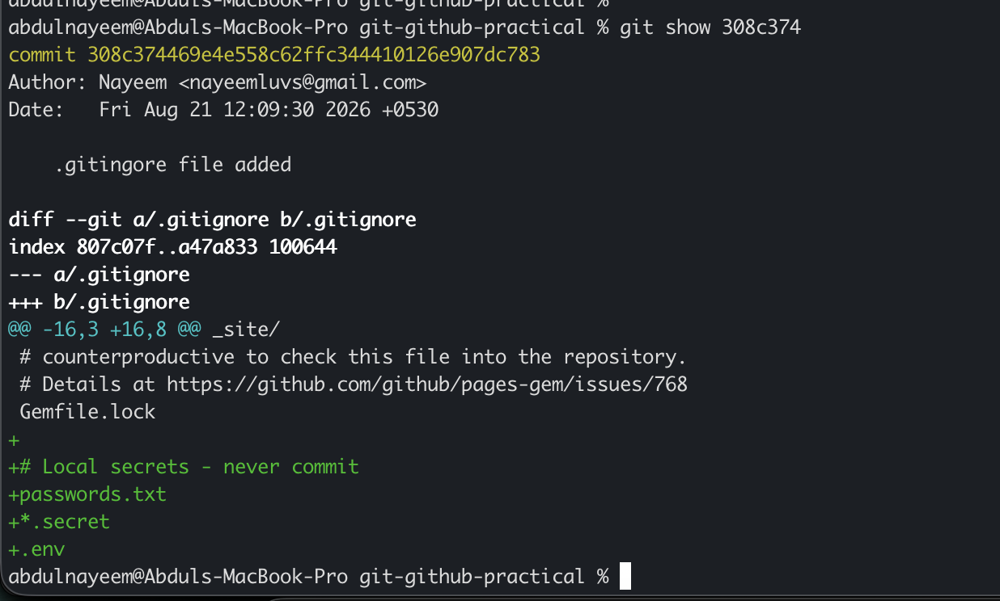 abdulnayeem@Abduls-MacBook-Pro git-github-practical %
abdulnayeem@Abduls-MacBook-Pro git-github-practical % git show 308c374
commit 308c374469e4e558c62ffc344410126e907dc783
Author: Nayeem <nayeemluvs@gmail.com>
Date:   Fri Aug 21 12:09:30 2026 +0530
    .gitingore file added
diff --git a/.gitignore b/.gitignore
index 807c07f..a47a833 100644
--- a/.gitignore
+++ b/.gitignore
@@ -16,3 +16,8 @@ _site/
 # counterproductive to check this file into the repository.
 # Details at https://github.com/github/pages-gem/issues/768
 Gemfile.lock
+
+# Local secrets - never commit
+passwords.txt
+*.secret
+.env
abdulnayeem@Abduls-MacBook-Pro git-github-practical %